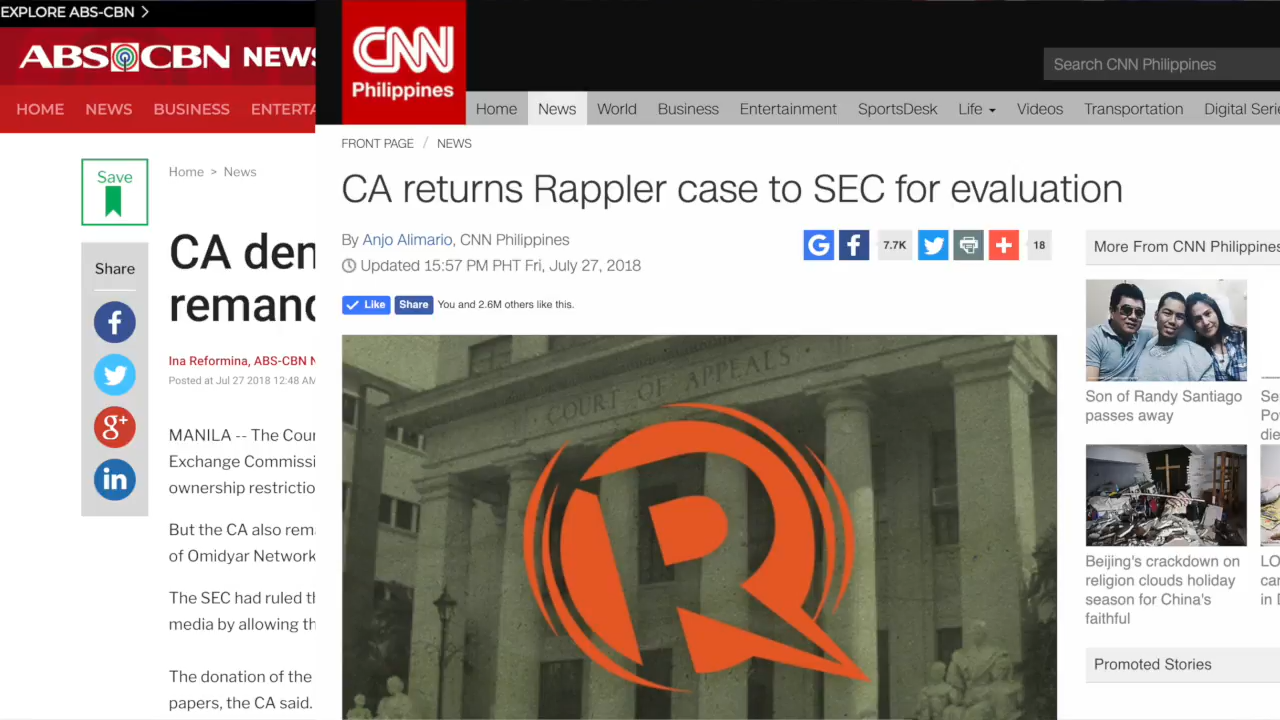 EXPLORE ABS-CBN
ABS CBN NEWS
HOME NEWS BUSINESS
Save
Share
Home > News
CA
Ina Reformina, ABS-CBN
Posted at Jul 27 2018 12:48 AM
MANILA -- The
Exchange
ownership
But the CA also
of Omidyar Network
The SEC had ruled
media by allowing
The donation of the
papers, the CA said.
CNN
Philippines
Search CNN Philippines
Home News World Business Entertainment SportsDesk Life Videos Transportation Digital
FRONT PAGE / NEWS
CA returns Rappler case to SEC for evaluation
By Anjo Alimario, CNN Philippines
Updated 15:57 PM PHT Fri, July 27, 2018
G f 7.7K 18
Like Share You and 2.6M others like this.
COURT OF APPEALS
R
More From CNN Philippines
Son of Randy Santiago
passes away
Beijing's crackdown on
religion clouds holiday
season for China's
faithful
Promoted Stories